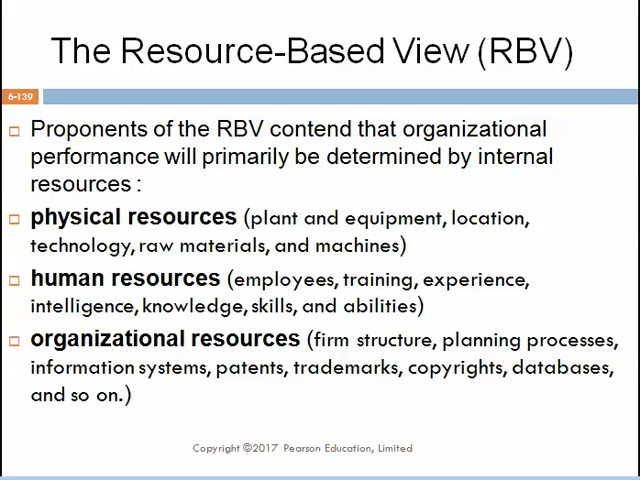 The Resource-Based View (RBV)
6-139
□ Proponents of the RBV contend that organizational
performance will primarily be determined by internal
resources :
□ physical resources (plant and equipment, location,
technology, raw materials, and machines)
□ human resources (employees, training, experience,
intelligence, knowledge, skills, and abilities)
□ organizational resources (firm structure, planning processes,
information systems, patents, trademarks, copyrights, databases,
and so on.)
Copyright ©2017 Pearson Education, Limited